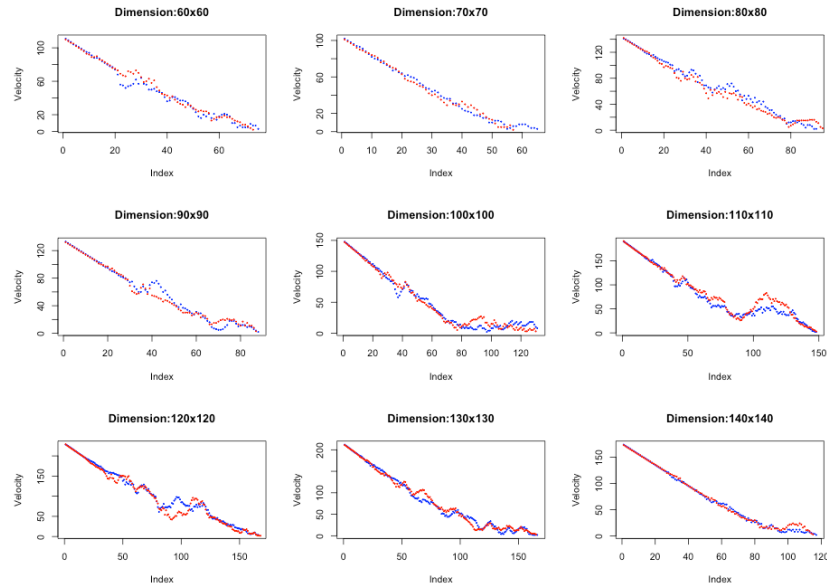 Dimension:60x60
Velocity
0 20 60 100
0 20 40 60
Index
Dimension:70x70
Velocity
0 20 60 100
0 10 20 30 40 50 60
Index
Dimension:80x80
Velocity
0 40 80 120
0 20 40 60 80
Index
Dimension:90x90
Velocity
0 40 80 120
0 20 40 60 80
Index
Dimension:100x100
Velocity
0 50 100 150
0 20 40 60 80 100 120
Index
Dimension:110x110
Velocity
0 50 100 150
0 50 100 150
Index
Dimension:120x120
Velocity
0 50 100 150
0 50 100 150
Index
Dimension:130x130
Velocity
0 50 100 150 200
0 50 100 150
Index
Dimension:140x140
Velocity
0 50 100 150
0 20 40 60 80 100 120
Index